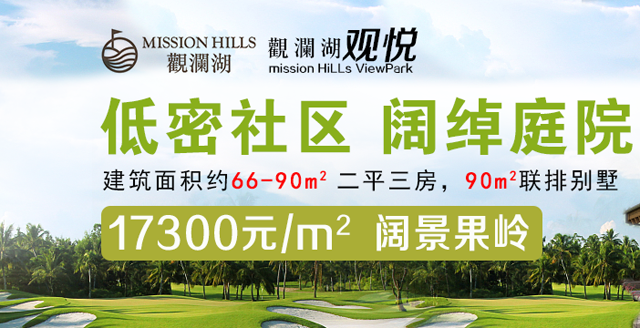 MISSION HILLS
觀瀾湖
觀瀾湖观悦
mission HiLLs ViewPark
低密社区 阔绰庭院
建筑面积约66-90m² 二平三房，90m²联排别墅
17300元/m² 阔景果岭